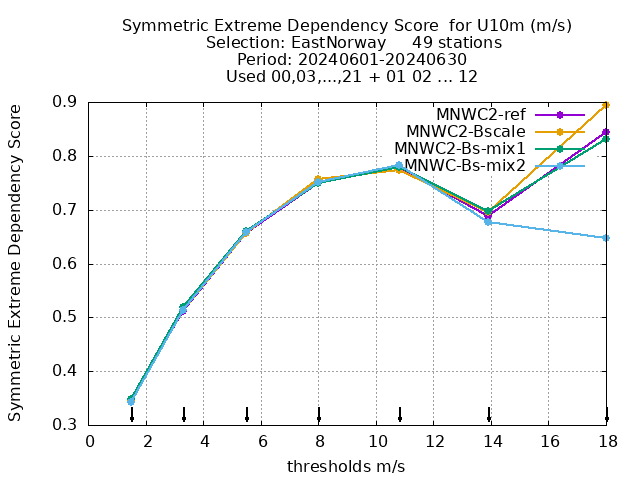 Symmetric Extreme Dependency Score  for U10m (m/s)
Selection: EastNorway     49 stations
Period: 20240601-20240630
Used 00,03,...,21 + 01 02 ... 12
Symmetric Extreme Dependency Score
0.9
0.8
0.7
0.6
0.5
0.4
0.3
MNWC2-ref
MNWC2-Bscale
MNWC2-Bs-mix1
MNWC-Bs-mix2
0 2 4 6 8 10 12 14 16 18
thresholds m/s